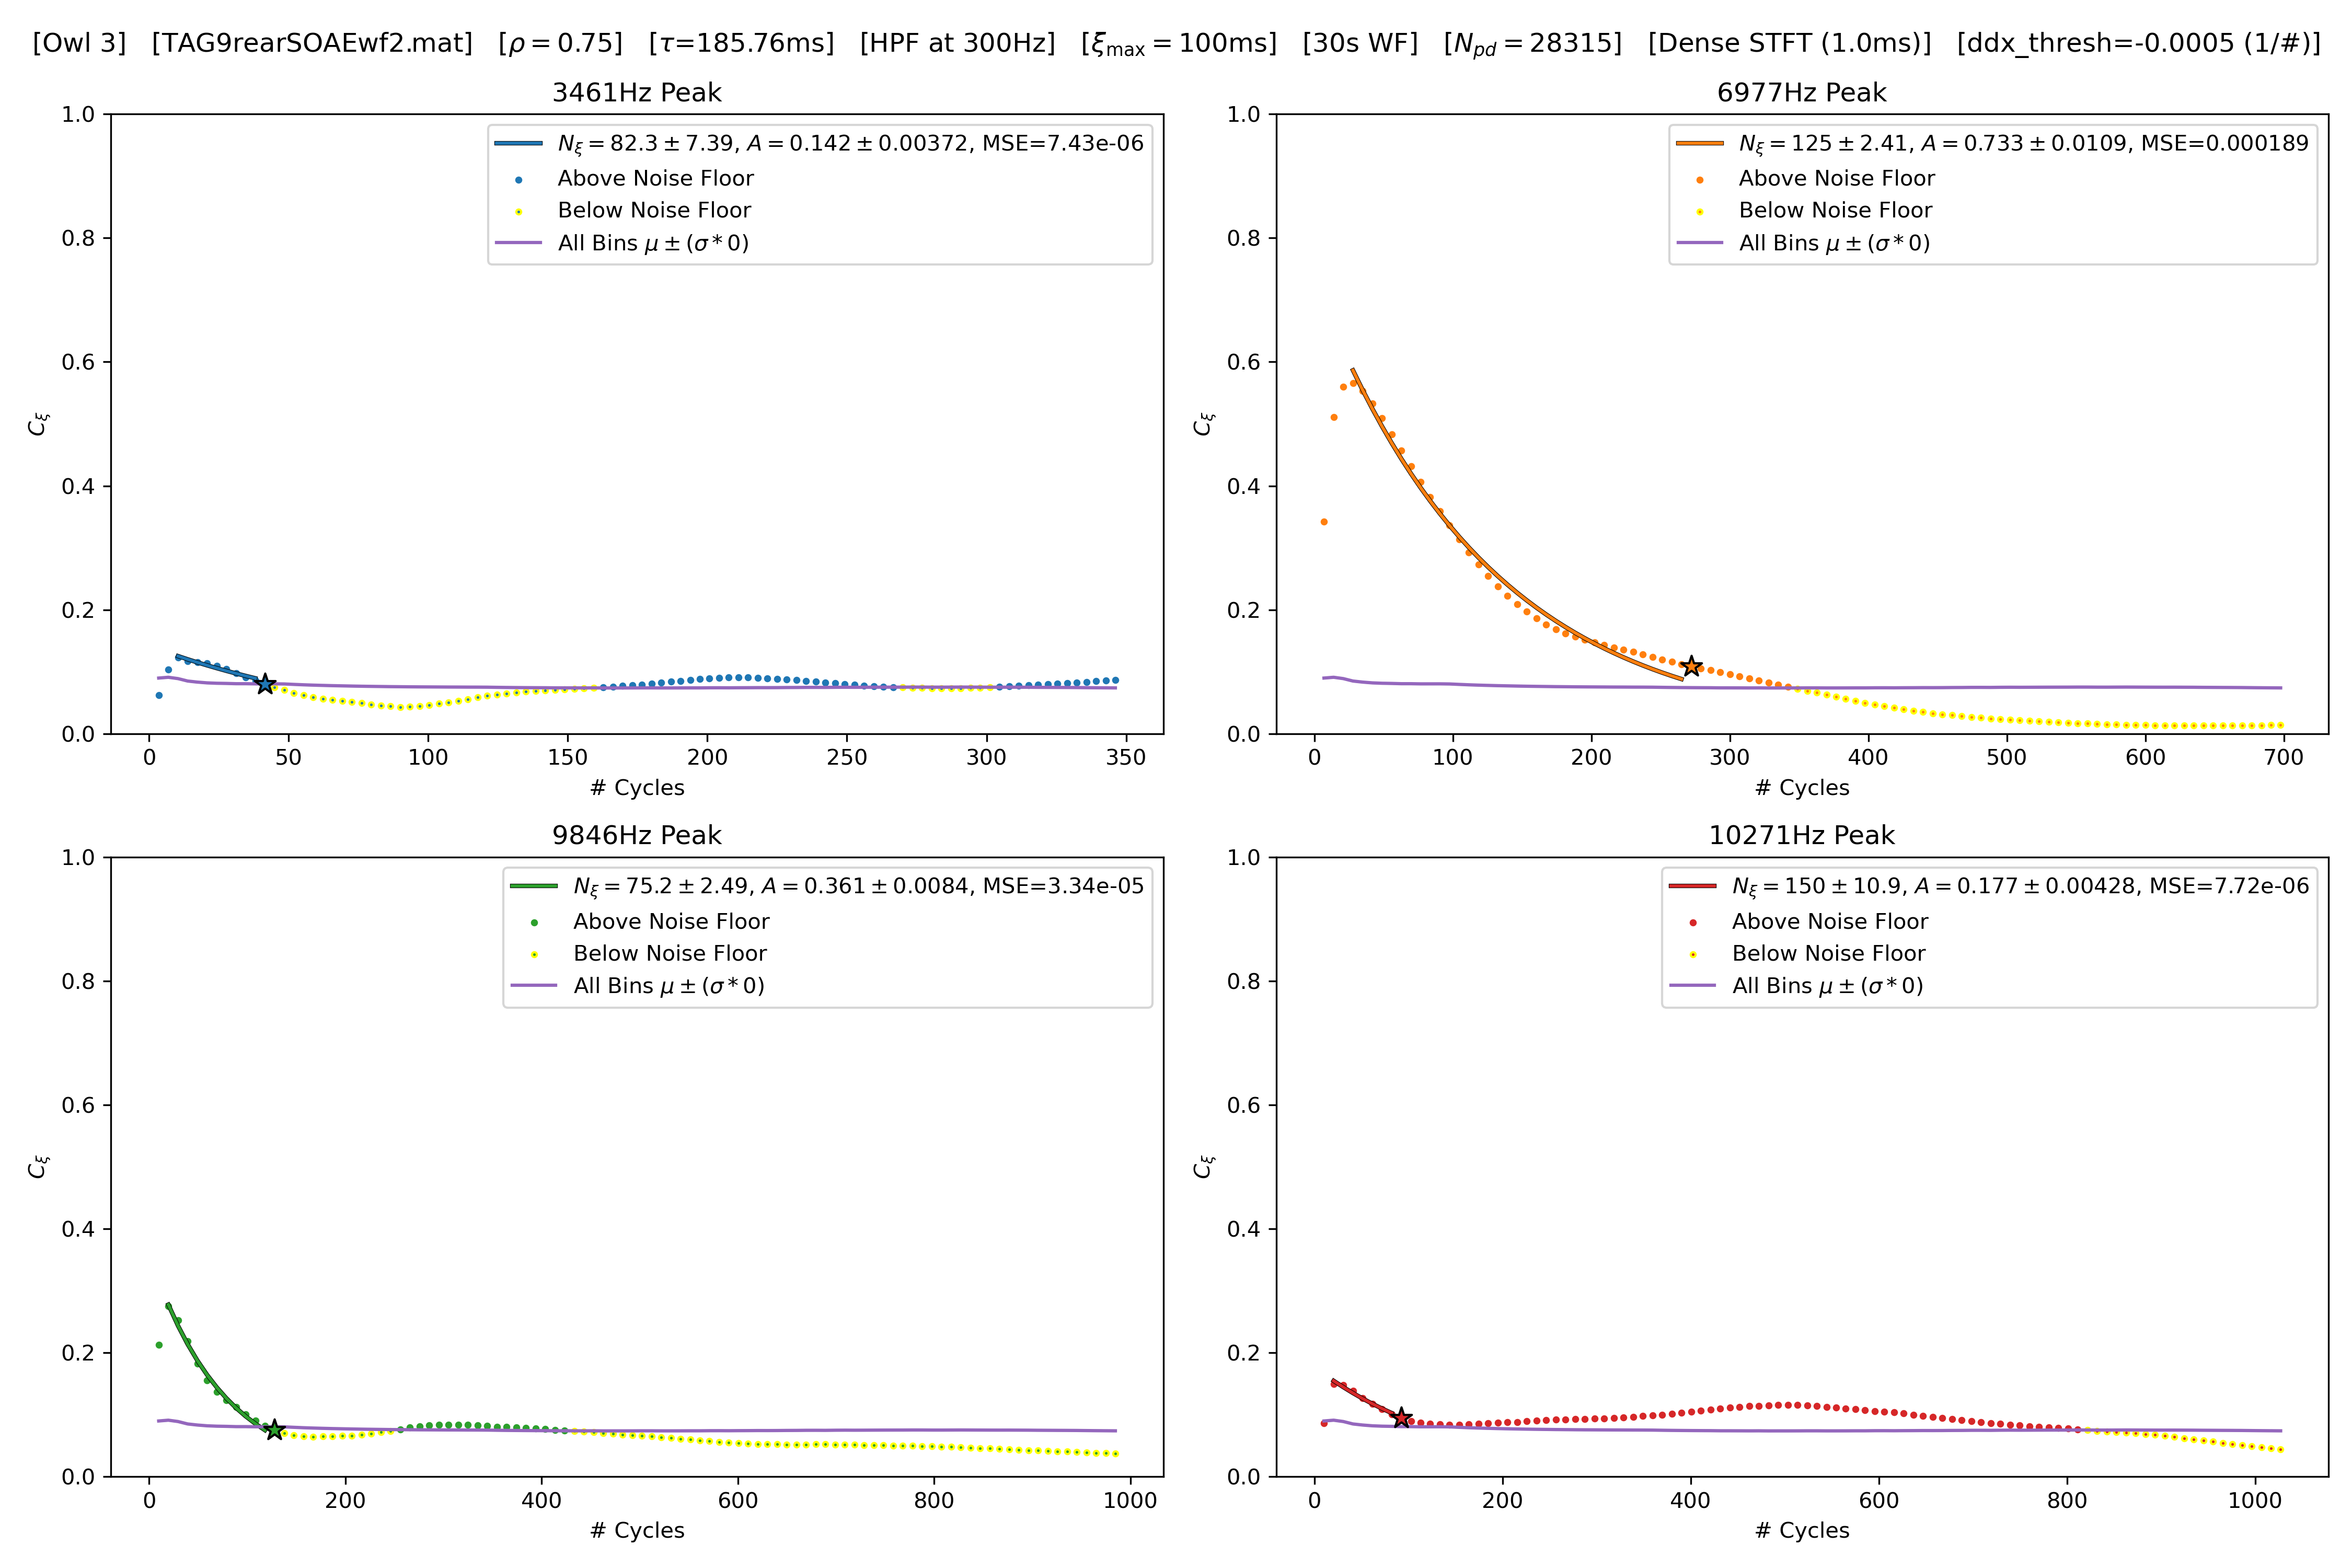 [Owl 3] [TAG9rearSOAEwf2.mat] [ρ = 0.75] [τ=185.76ms] [HPF at 300Hz] [ξmax = 100ms] [30s WF] [Npd = 28315] [Dense STFT (1.0ms)] [ddx_thresh=-0.0005 (1/#)]
3461Hz Peak
Nξ = 82.3 ± 7.39, A = 0.142 ± 0.00372, MSE=7.43e-06
Above Noise Floor
Below Noise Floor
All Bins μ ± (σ * 0)
1.0
0.8
0.6
0.4
0.2
0.0
Cξ
0 50 100 150 200 250 300 350
# Cycles
6977Hz Peak
Nξ = 125 ± 2.41, A = 0.733 ± 0.0109, MSE=0.000189
Above Noise Floor
Below Noise Floor
All Bins μ ± (σ * 0)
1.0
0.8
0.6
0.4
0.2
0.0
Cξ
0 100 200 300 400 500 600 700
# Cycles
9846Hz Peak
Nξ = 75.2 ± 2.49, A = 0.361 ± 0.0084, MSE=3.34e-05
Above Noise Floor
Below Noise Floor
All Bins μ ± (σ * 0)
1.0
0.8
0.6
0.4
0.2
0.0
Cξ
0 200 400 600 800 1000
# Cycles
10271Hz Peak
Nξ = 150 ± 10.9, A = 0.177 ± 0.00428, MSE=7.72e-06
Above Noise Floor
Below Noise Floor
All Bins μ ± (σ * 0)
1.0
0.8
0.6
0.4
0.2
0.0
Cξ
0 200 400 600 800 1000
# Cycles